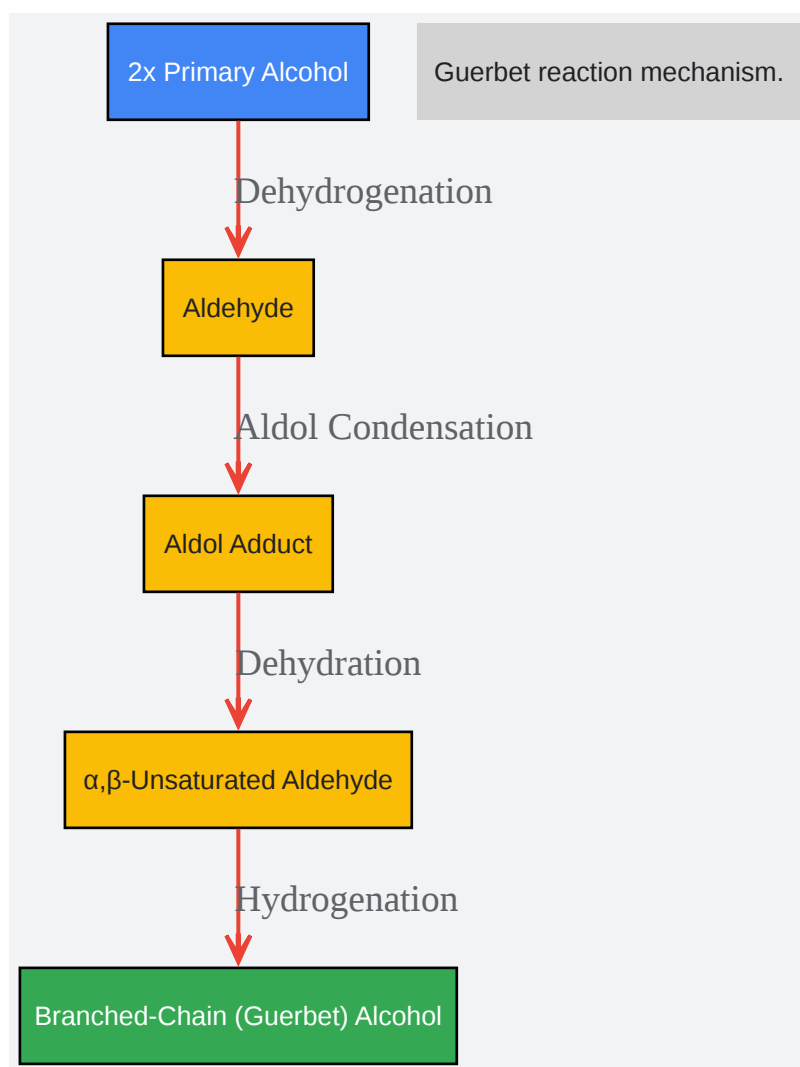 2x Primary Alcohol
Guerbet reaction mechanism.
Dehydrogenation
Aldehyde
Aldol Condensation
Aldol Adduct
Dehydration
α,β-Unsaturated Aldehyde
Hydrogenation
Branched-Chain (Guerbet) Alcohol